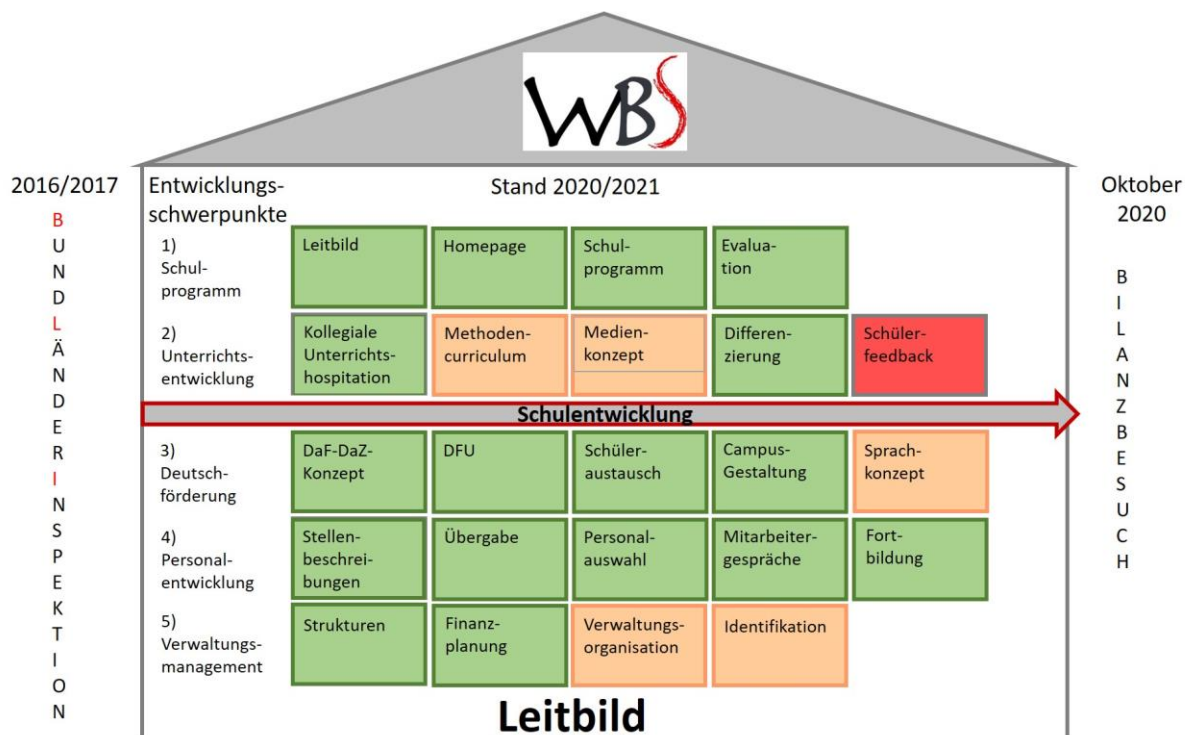 WBS
2016/2017
BUNDLÄNDERINSPEKTION
Entwicklungs-
schwerpunkte
Stand 2020/2021
1)
Schul-
programm
Leitbild
Homepage
Schul-
programm
Evalua-
tion
2)
Unterrichts-
entwicklung
Kollegiale
Unterrichts-
hospitation
Methoden-
curriculum
Medien-
konzept
Differen-
zierung
Schüler-
feedback
Schulentwicklung
3)
Deutsch-
förderung
DaF-DaZ-
Konzept
DFU
Schüler-
austausch
Campus-
Gestaltung
Sprach-
konzept
4)
Personal-
entwicklung
Stellen-
beschrei-
bungen
Übergabe
Personal-
auswahl
Mitarbeiter-
gespräche
Fort-
bildung
5)
Verwaltungs-
management
Strukturen
Finanz-
planung
Verwaltungs-
organisation
Identifikation
Leitbild
Oktober
2020
BILANZBESUCH